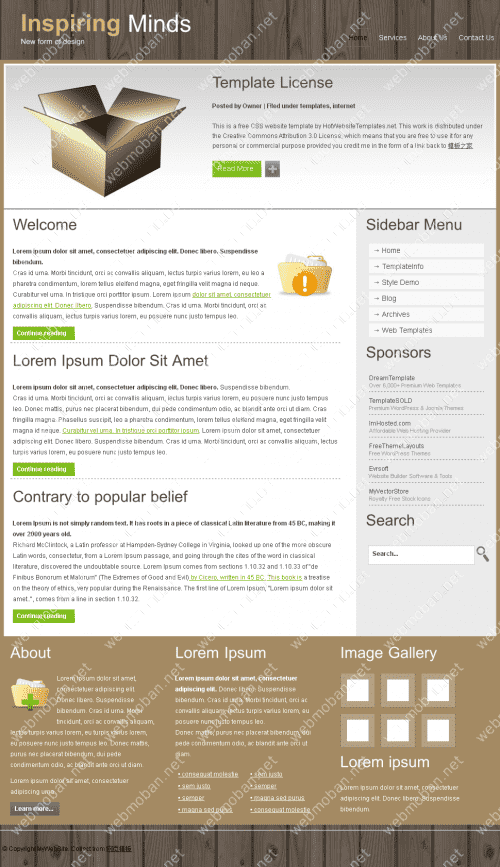 Inspiring Minds
New form of design
Home Services About Us Contact Us
Template License
Posted by Owner | Filed under templates, internet
This is a free CSS website template by HotWebsiteTemplates.net. This work is distributed under
the Creative Commons Attribution 3.0 License, which means that you are free to use it for any
personal or commercial purpose provided you credit me in the form of a link back to 模板之家
Read More
Welcome
Lorem ipsum dolor sit amet, consectetuer adipiscing elit. Donec libero. Suspendisse
bibendum.
Cras id urna. Morbi tincidunt, orci ac convallis aliquam, lectus turpis varius lorem, eu leo a
pharetra condimentum, lorem tellus eleifend magna, eget fringilla velit magna id neque
Curabitur vel urna. In tristique orci porttitor ipsum. Lorem ipsum dolor sit amet, consectetuer
adipiscing elit. Donec libero. Suspendisse bibendum. Cras id urna. Morbi tincidunt, orci ac
convallis aliquam, lectus turpis varius lorem, eu posuere nunc justo tempus leo.
Continue reading
Lorem Ipsum Dolor Sit Amet
Lorem ipsum dolor sit amet, consectetuer adipiscing elit. Donec libero. Suspendisse bibendum.
Cras id urna. Morbi tincidunt, orci ac convallis aliquam, lectus turpis varius lorem, eu posuere nunc justo tempus
leo. Donec mattis, purus nec placerat bibendum, dui pede condimentum odio, ac blandit ante orci ut diam. Cras
fringilla magna. Phasellus suscipit, leo a pharetra condimentum, lorem tellus eleifend magna, eget fringilla velit
magna id neque. Curabitur vel urna. In tristique orci porttitor ipsum. Lorem ipsum dolor sit amet, consectetuer
adipiscing elit. Donec libero. Suspendisse bibendum. Cras id urna. Morbi tincidunt, orci ac convallis aliquam, lectus turpis
varius lorem, eu posuere nunc justo tempus leo.
Continue reading
Contrary to popular belief
Lorem Ipsum is not simply random text. It has roots in a piece of classical Latin literature from 45 BC, making it
over 2000 years old.
Richard McClintock, a Latin professor at Hampden-Sydney College in Virginia, looked up one of the more obscure
Latin words, consectetur, from a Lorem Ipsum passage, and going through the cites of the word in classical
literature, discovered the undoubtable source. Lorem Ipsum comes from sections 1.10.32 and 1.10.33 of "de
Finibus Bonorum et Malorum" (The Extremes of Good and Evil) by Cicero, written in 45 BC. This book is a treatise
on the theory of ethics, very popular during the Renaissance. The first line of Lorem Ipsum, "Lorem ipsum dolor sit
amet..", comes from a line in section 1.10.32.
Continue reading
Sidebar Menu
→ Home
→ TemplateInfo
→ Style Demo
→ Blog
→ Archives
→ Web Templates
Sponsors
DreamTemplate
Over 6,000+ Premium Web Templates
TemplateSOLD
Premium WordPress & Joomla Themes
ImHosted.com
Affordable Web Hosting Provider
FreeThemeLayouts
Free WordPress Themes
Evrsoft
Website Builder Software & Tools
MyVectorStore
Royalty Free Stock Icons
Search
Search...
About
Lorem ipsum dolor sit amet,
consectetuer adipiscing elit.
Donec libero. Suspendisse
bibendum. Cras id urna. Morbi
tincidunt, orci ac convallis aliquam,
lectus turpis varius lorem, eu
eu posuere nunc justo tempus leo. Donec mattis,
purus nec placerat bibendum, dui pede
condimentum odio, ac blandit ante orci ut diam.
Lorem ipsum dolor sit amet, consectetuer
adipiscing urna.
Learn more...
Lorem Ipsum
Lorem ipsum dolor sit amet, consectetuer
adipiscing elit. Donec libero. Suspendisse
bibendum. Cras id urna. Morbi tincidunt, orci ac
convallis aliquam, lectus turpis varius lorem, eu
posuere nunc justo tempus leo.
Donec mattis, purus nec placerat bibendum, dui
pede condimentum odio, ac blandit ante orci ut
diam.
• consequat molestie • sem justo
• sem justo • semper
• semper • magna sed purus
• magna sed purus • consequat molestie
Image Gallery
Lorem ipsum
Lorem ipsum dolor sit amet, consectetuer
adipiscing elit. Donec libero. Suspendisse
bibendum.
© Copyright MyWebSite. Collect from 网页模板
webmoban.net